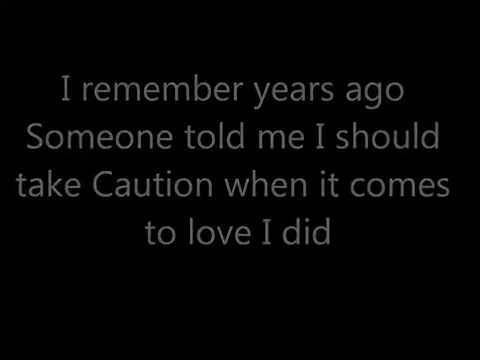 I remember years ago
Someone told me I should
take Caution when it comes
to love I did